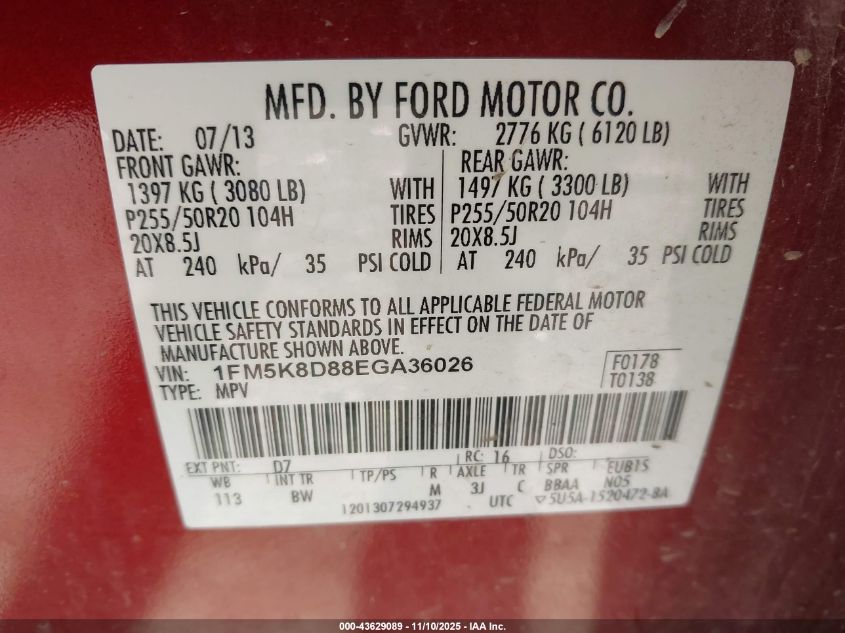 MFD. BY FORD MOTOR CO.
DATE: 07/13 GVWR: 2776 KG ( 6120 LB)
FRONT GAWR: REAR GAWR:
1397 KG ( 3080 LB) WITH 1497 KG ( 3300 LB) WITH
P255/50R20 104H TIRES P255/50R20 104H TIRES
20X8.5J RIMS 20X8.5J RIMS
AT 240 kPa/ 35 PSI COLD AT 240 kPa/ 35 PSI COLD
THIS VEHICLE CONFORMS TO ALL APPLICABLE FEDERAL MOTOR
VEHICLE SAFETY STANDARDS IN EFFECT ON THE DATE OF
MANUFACTURE SHOWN ABOVE.
VIN: 1FM5K8D88EGA36026 F0178
TYPE: MPV T0138
EXT PNT: D7 RC: 16 DSO:
WB INT TR TP/PS R AXLE TR SPR EUB15
113 BW M 3J C BBAA N05
1201307294937 UTC 5U5A-1520472-BA
000-43629089 - 11/10/2025 - IAA Inc.